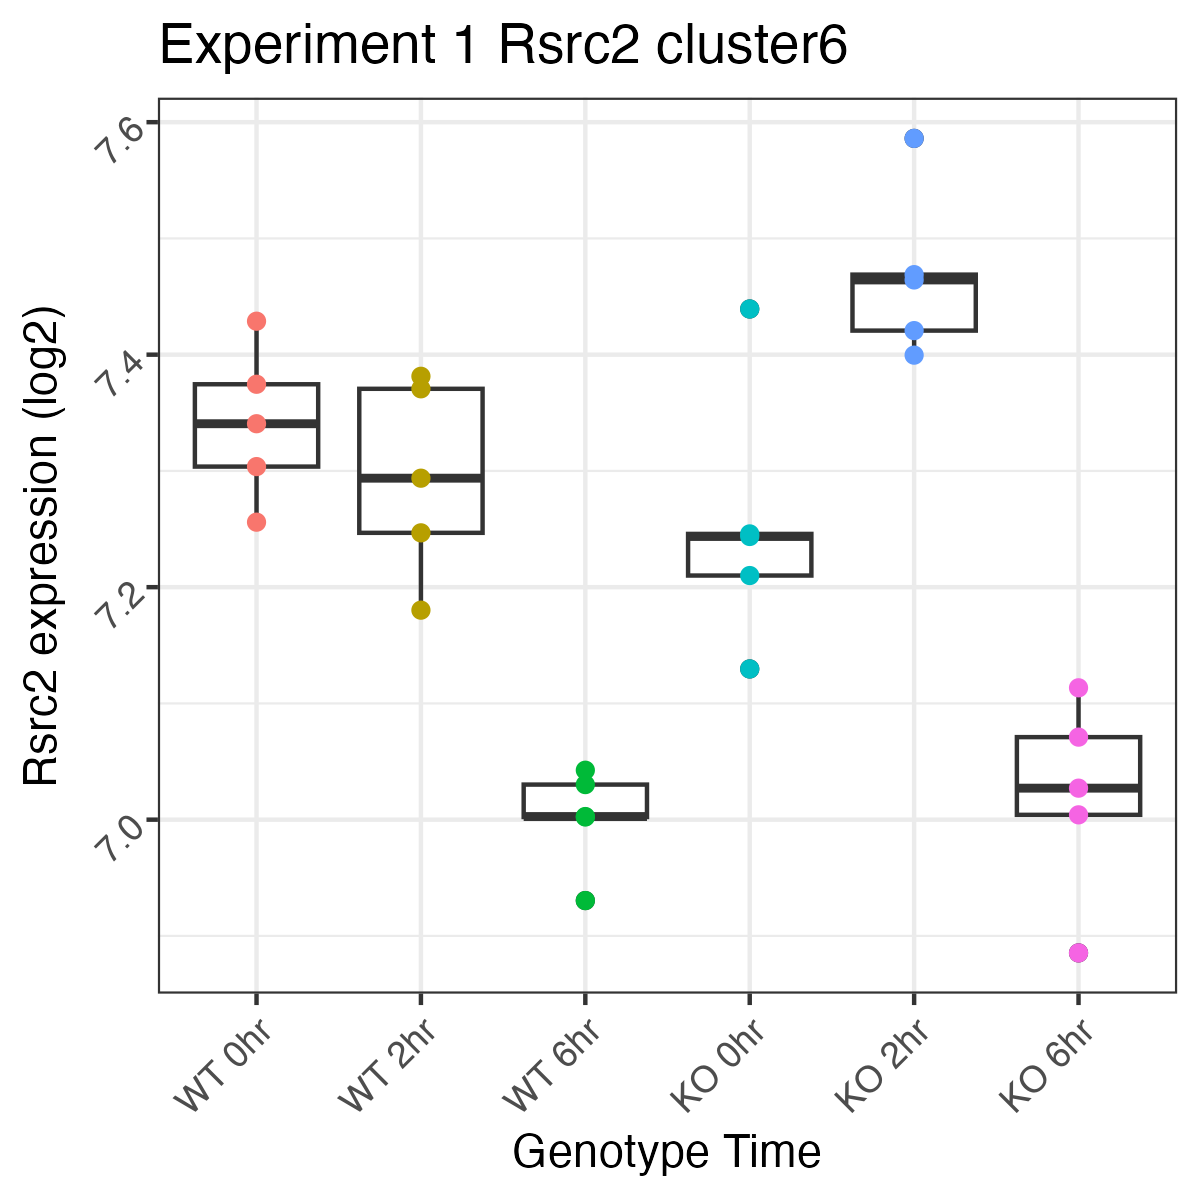 Experiment 1 Rsrc2 cluster6
Rsrc2 expression (log2)
7.6
7.4
7.2
7.0
WT 0hr
WT 2hr
WT 6hr
KO 0hr
KO 2hr
KO 6hr
Genotype Time